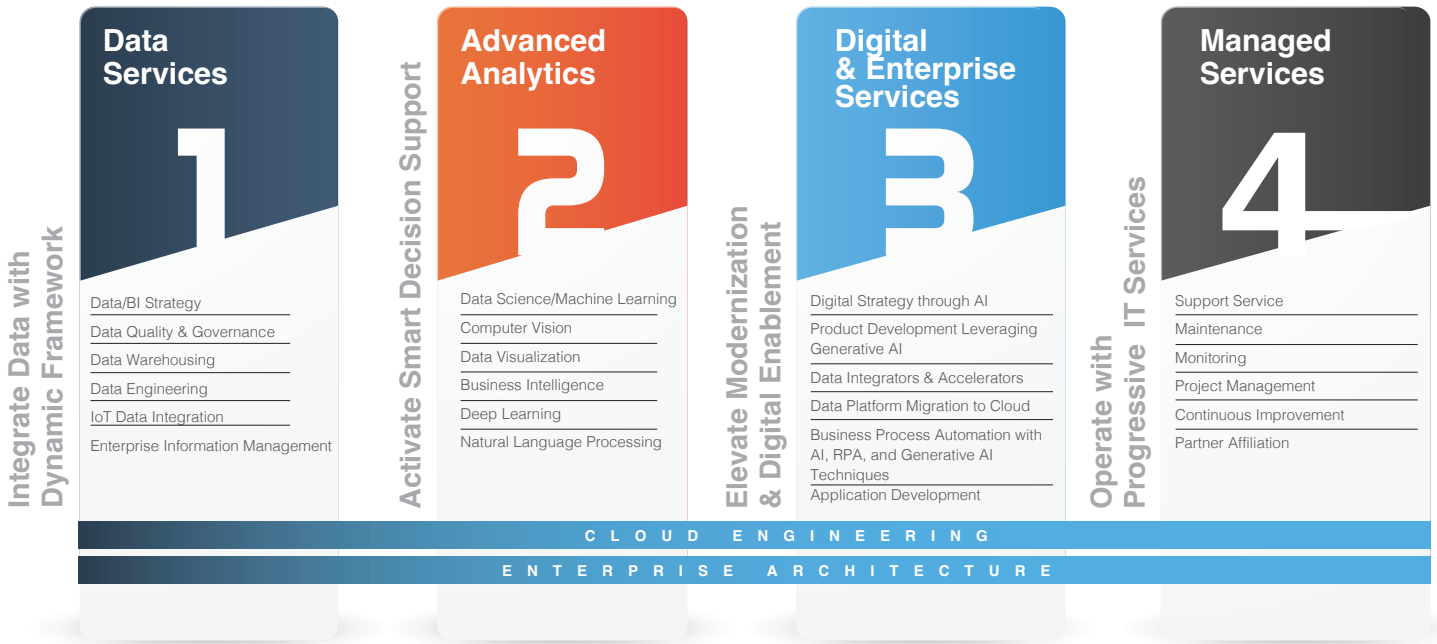 Integrate Data with
Dynamic Framework
Data
Services
1
Data/BI Strategy
Data Quality & Governance
Data Warehousing
Data Engineering
IoT Data Integration
Enterprise Information Management
Activate Smart Decision Support
Advanced
Analytics
2
Data Science/Machine Learning
Computer Vision
Data Visualization
Business Intelligence
Deep Learning
Natural Language Processing
Elevate Modernization
& Digital Enablement
Digital
& Enterprise
Services
3
Digital Strategy through AI
Product Development Leveraging
Generative AI
Data Integrators & Accelerators
Data Platform Migration to Cloud
Business Process Automation with
AI, RPA, and Generative AI
Techniques
Application Development
Operate with
Progressive IT Services
Managed
Services
4
Support Service
Maintenance
Monitoring
Project Management
Continuous Improvement
Partner Affiliation
CLOUD ENGINEERING
ENTERPRISE ARCHITECTURE